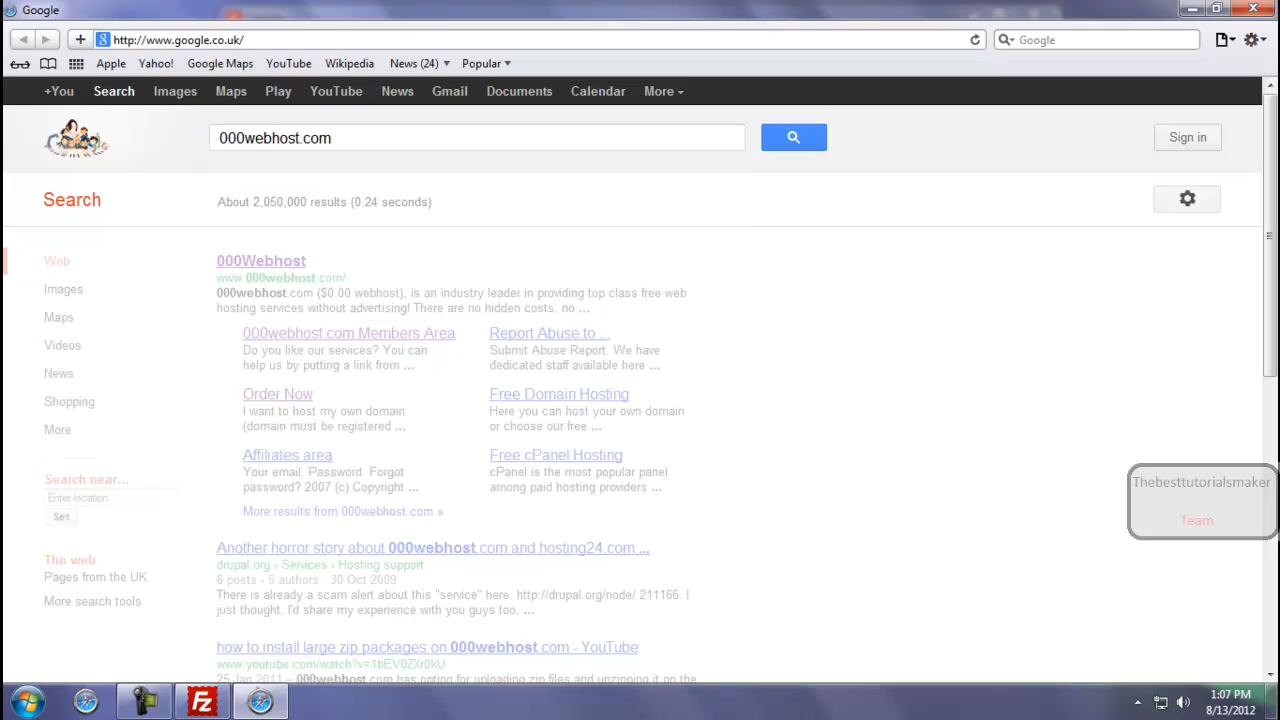 Google
http://www.google.co.uk/
Google
Apple Yahoo! Google Maps YouTube Wikipedia News (24) Popular
+You Search Images Maps Play YouTube News Gmail Documents Calendar More
000webhost.com
Sign in
Search
About 2,050,000 results (0.24 seconds)
Web
Images
Maps
Videos
News
Shopping
More
Search near...
Enter location
Set
The web
Pages from the UK
More search tools
000Webhost
www.000webhost.com/
000webhost.com ($0.00 webhost), is an industry leader in providing top class free web
hosting services without advertising! There are no hidden costs, no ...
000webhost.com Members Area
Do you like our services? You can
help us by putting a link from ...
Report Abuse to ...
Submit Abuse Report. We have
dedicated staff available here ...
Order Now
I want to host my own domain
(domain must be registered ...
Free Domain Hosting
Here you can host your own domain
or choose our free ...
Affiliates area
Your email. Password. Forgot
password? 2007 (c) Copyright ...
Free cPanel Hosting
cPanel is the most popular panel
among paid hosting providers ...
More results from 000webhost.com »
Another horror story about 000webhost.com and hosting24.com ...
drupal.org › Services › Hosting support
6 posts - 5 authors - 30 Oct 2009
There is already a scam alert about this "service" here. http://drupal.org/node/ 211166. I
just thought, I'd share my experience with you guys too, ...
how to install large zip packages on 000webhost.com - YouTube
www.youtube.com/watch?v=1bEV0ZXr0kU
25 Jan 2011 – 000webhost.com has option for uploading zip files and unzipping it on the
Thebesttutorialsmaker
Team
Fz
1:07 PM
8/13/2012